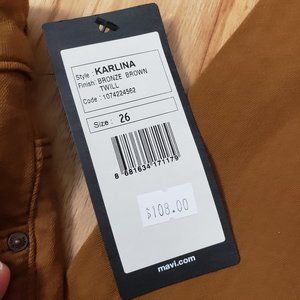 Style : KARLINA
Finish: BRONZE BROWN
TWILL
Code : 1074224582
Size : 26
8 681634 171179
$108.00
mavi.com